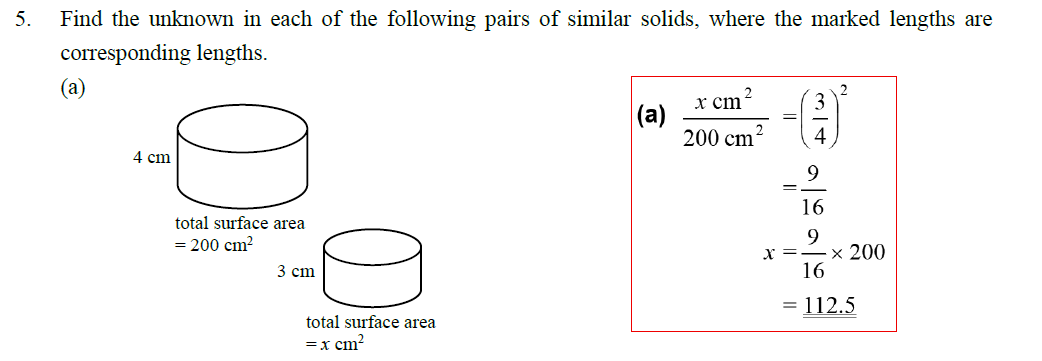 5. Find the unknown in each of the following pairs of similar solids, where the marked lengths are
corresponding lengths.
(a)
4 cm
total surface area
= 200 cm²
3 cm
total surface area
= x cm²
(a) x cm² / 200 cm² = (3/4)²
= 9/16
x = 9/16 × 200
= 112.5